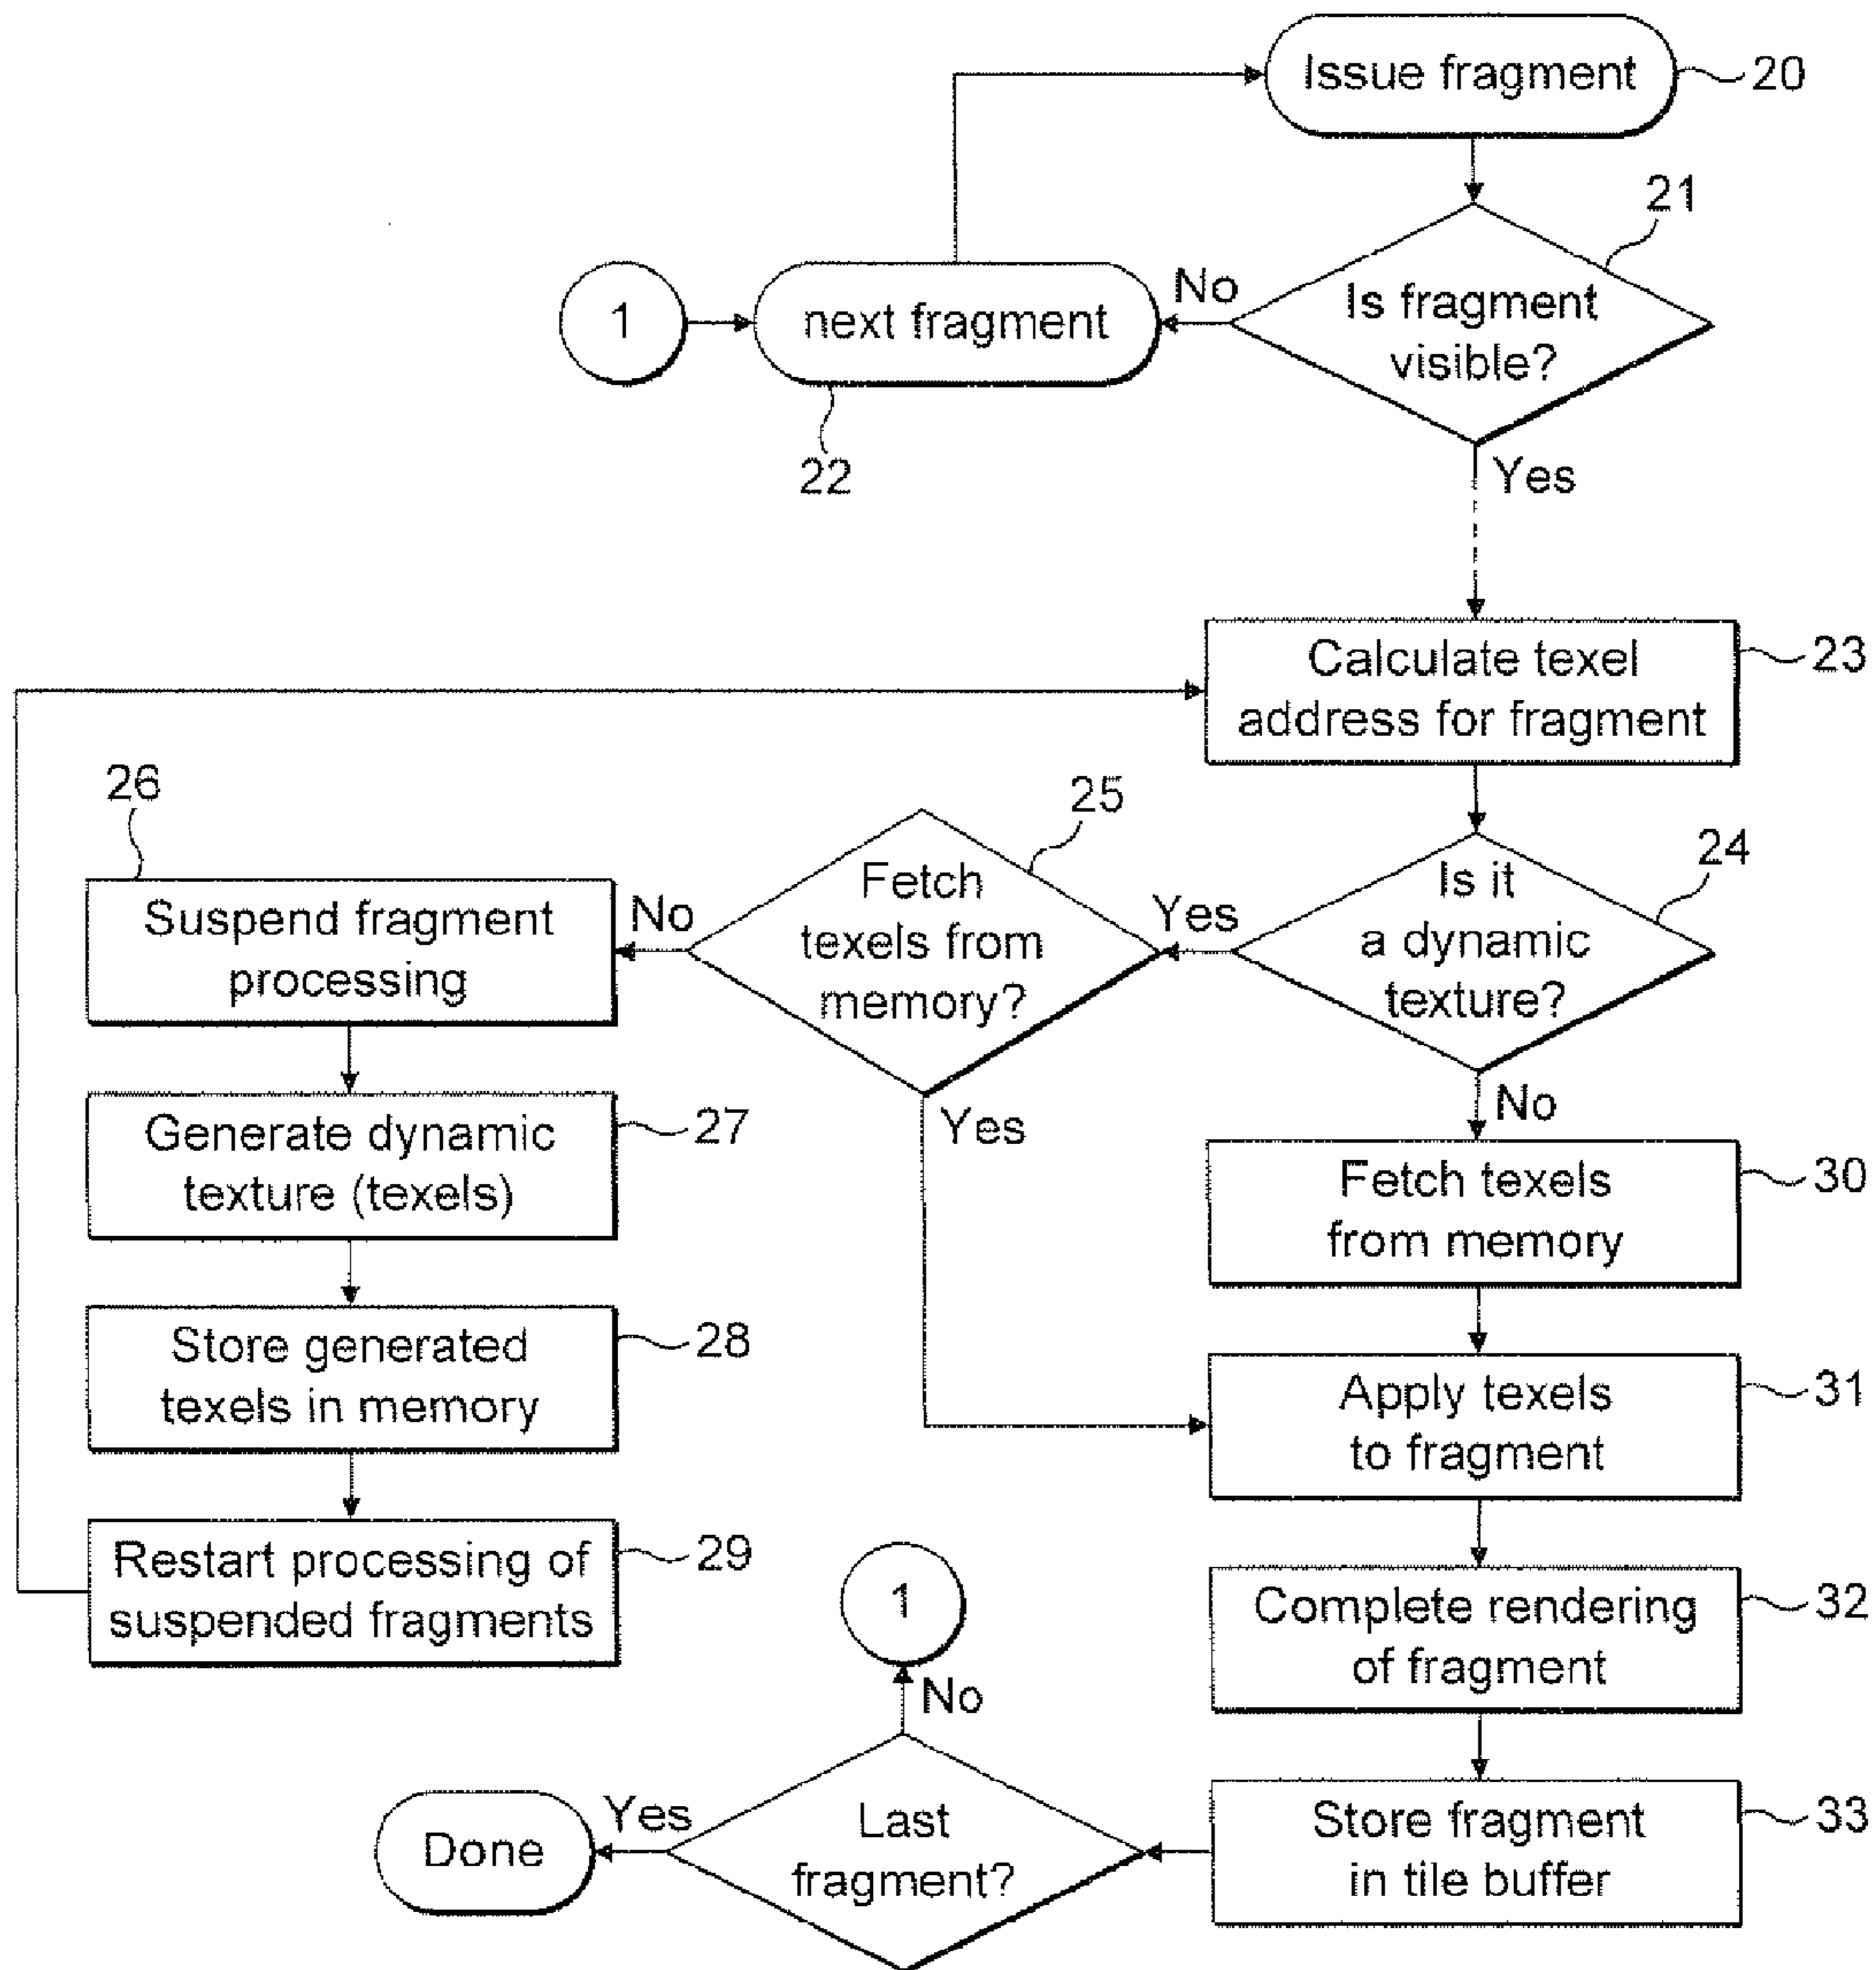 Issue fragment
20
21
Is fragment
visible?
No
next fragment
1
22
Yes
Calculate texel
address for fragment
23
24
Is it
a dynamic
texture?
Yes
25
Fetch
texels from
memory?
No
26
Suspend fragment
processing
Generate dynamic
texture (texels)
27
Yes
No
Fetch texels
from memory
30
Store generated
texels in memory
28
Apply texels
to fragment
31
Restart processing of
suspended fragments
29
1
No
Complete rendering
of fragment
32
Store fragment
in tile buffer
33
Last
fragment?
Yes
Done